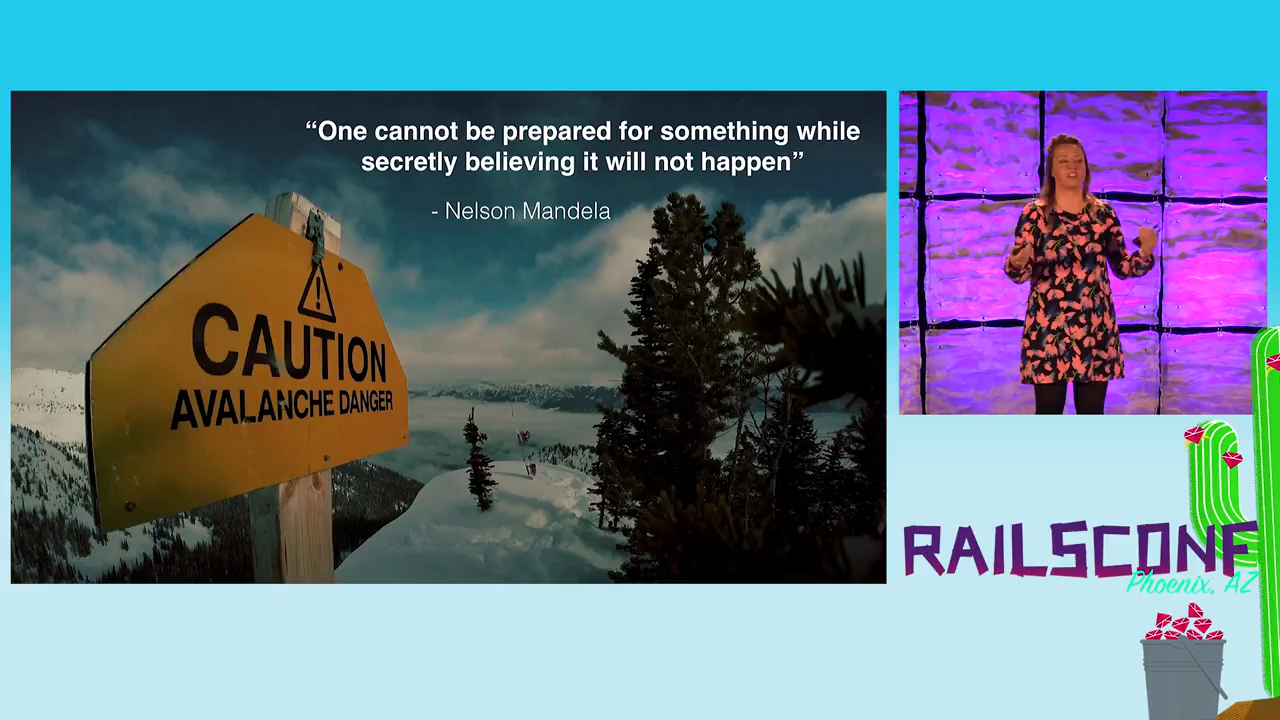 “One cannot be prepared for something while
secretly believing it will not happen”
- Nelson Mandela
!
CAUTION
AVALANCHE DANGER
RAILSCONF
Phoenix, AZ